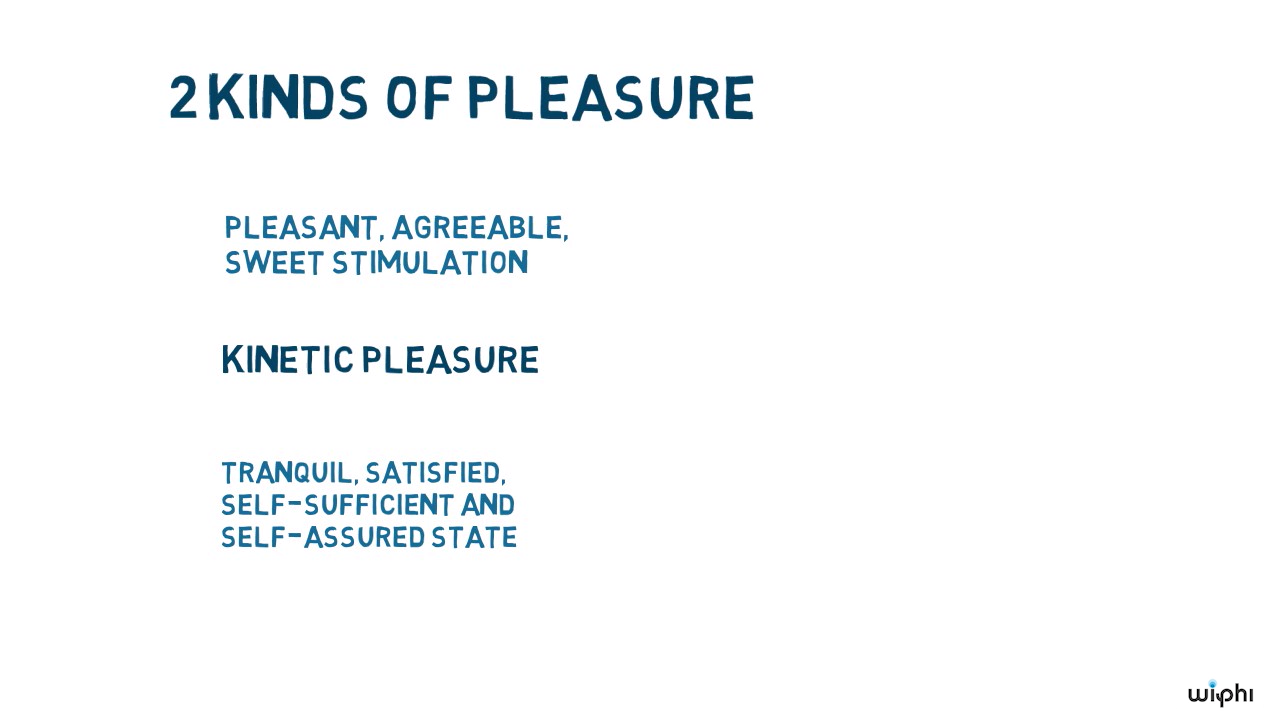 2 KINDS OF PLEASURE
PLEASANT, AGREEABLE,
SWEET STIMULATION
KINETIC PLEASURE
TRANQUIL, SATISFIED,
SELF-SUFFICIENT AND
SELF-ASSURED STATE
wiphi